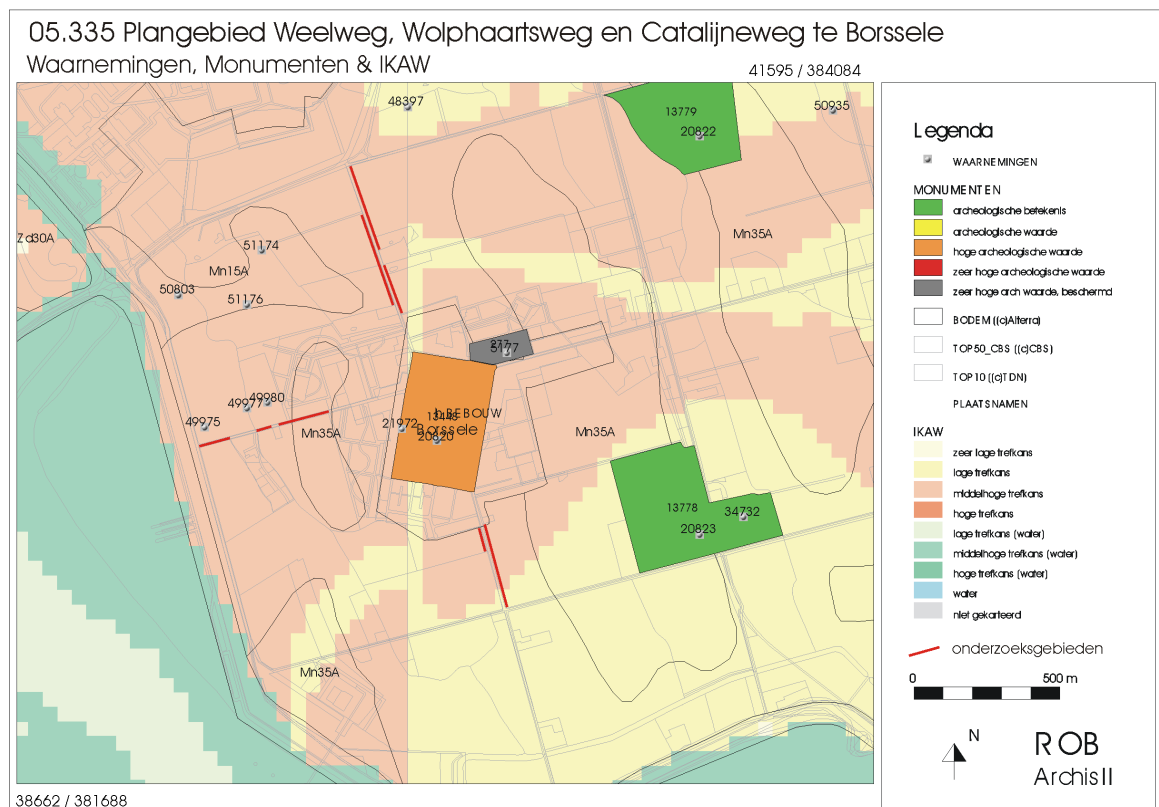 05.335 Plangebied Weelweg, Wolphaartsweg en Catalijneweg te Borssele
Waarnemingen, Monumenten & IKAW
41595 / 384084
48397
13779
20822
50935
Zd30A
51174
Mn15A
50803
51176
Mn35A
277
5177
49980
49977
49975
Mn35A
21972
h BEBOUW
13448
Borssele
20820
Mn35A
13778
34732
20823
Mn35A
38662 / 381688
Legenda
WAARNEMINGEN
MONUMENTEN
archeologische betekenis
archeologische waarde
hoge archeologische waarde
zeer hoge archeologische waarde
zeer hoge arch waarde, beschermd
BODEM ((c)Alterra)
TOP50_CBS ((c)CBS)
TOP10 ((c)TDN)
PLAATSNAMEN
IKAW
zeer lage trefkans
lage trefkans
middelhoge trefkans
hoge trefkans
lage trefkans (water)
middelhoge trefkans (water)
hoge trefkans (water)
water
niet gekarteerd
onderzoeksgebieden
0 500 m
N
ROB
Archis II